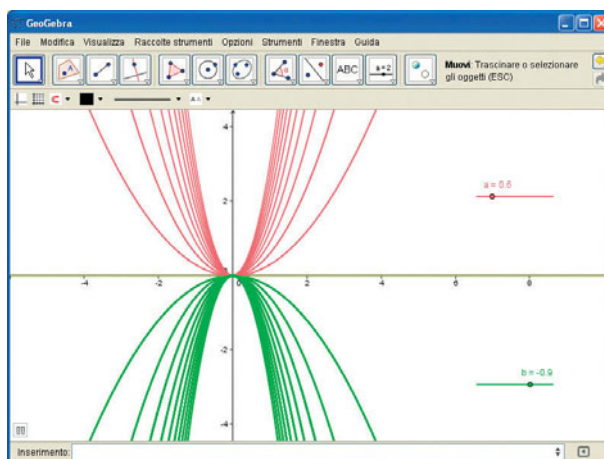 GeoGebra
File Modifica Visualizza Raccolte strumenti Opzioni Strumenti Finestra Guida
ABC a=2 Muovi: Trascinare o selezionare
gli oggetti (ESC)
4
a = 0.6
2
-4 -2 0 2 4 6 8
-2
b = -0.9
-4
Inserimento: